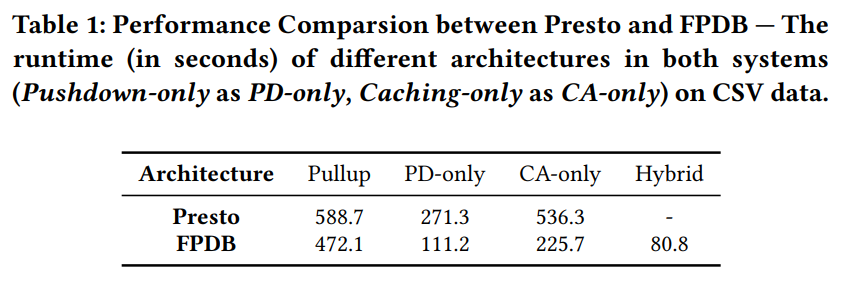 Table 1: Performance Comparsion between Presto and FPDB — The
runtime (in seconds) of different architectures in both systems
(Pushdown-only as PD-only, Caching-only as CA-only) on CSV data.
Architecture Pullup PD-only CA-only Hybrid
Presto 588.7 271.3 536.3 -
FPDB 472.1 111.2 225.7 80.8